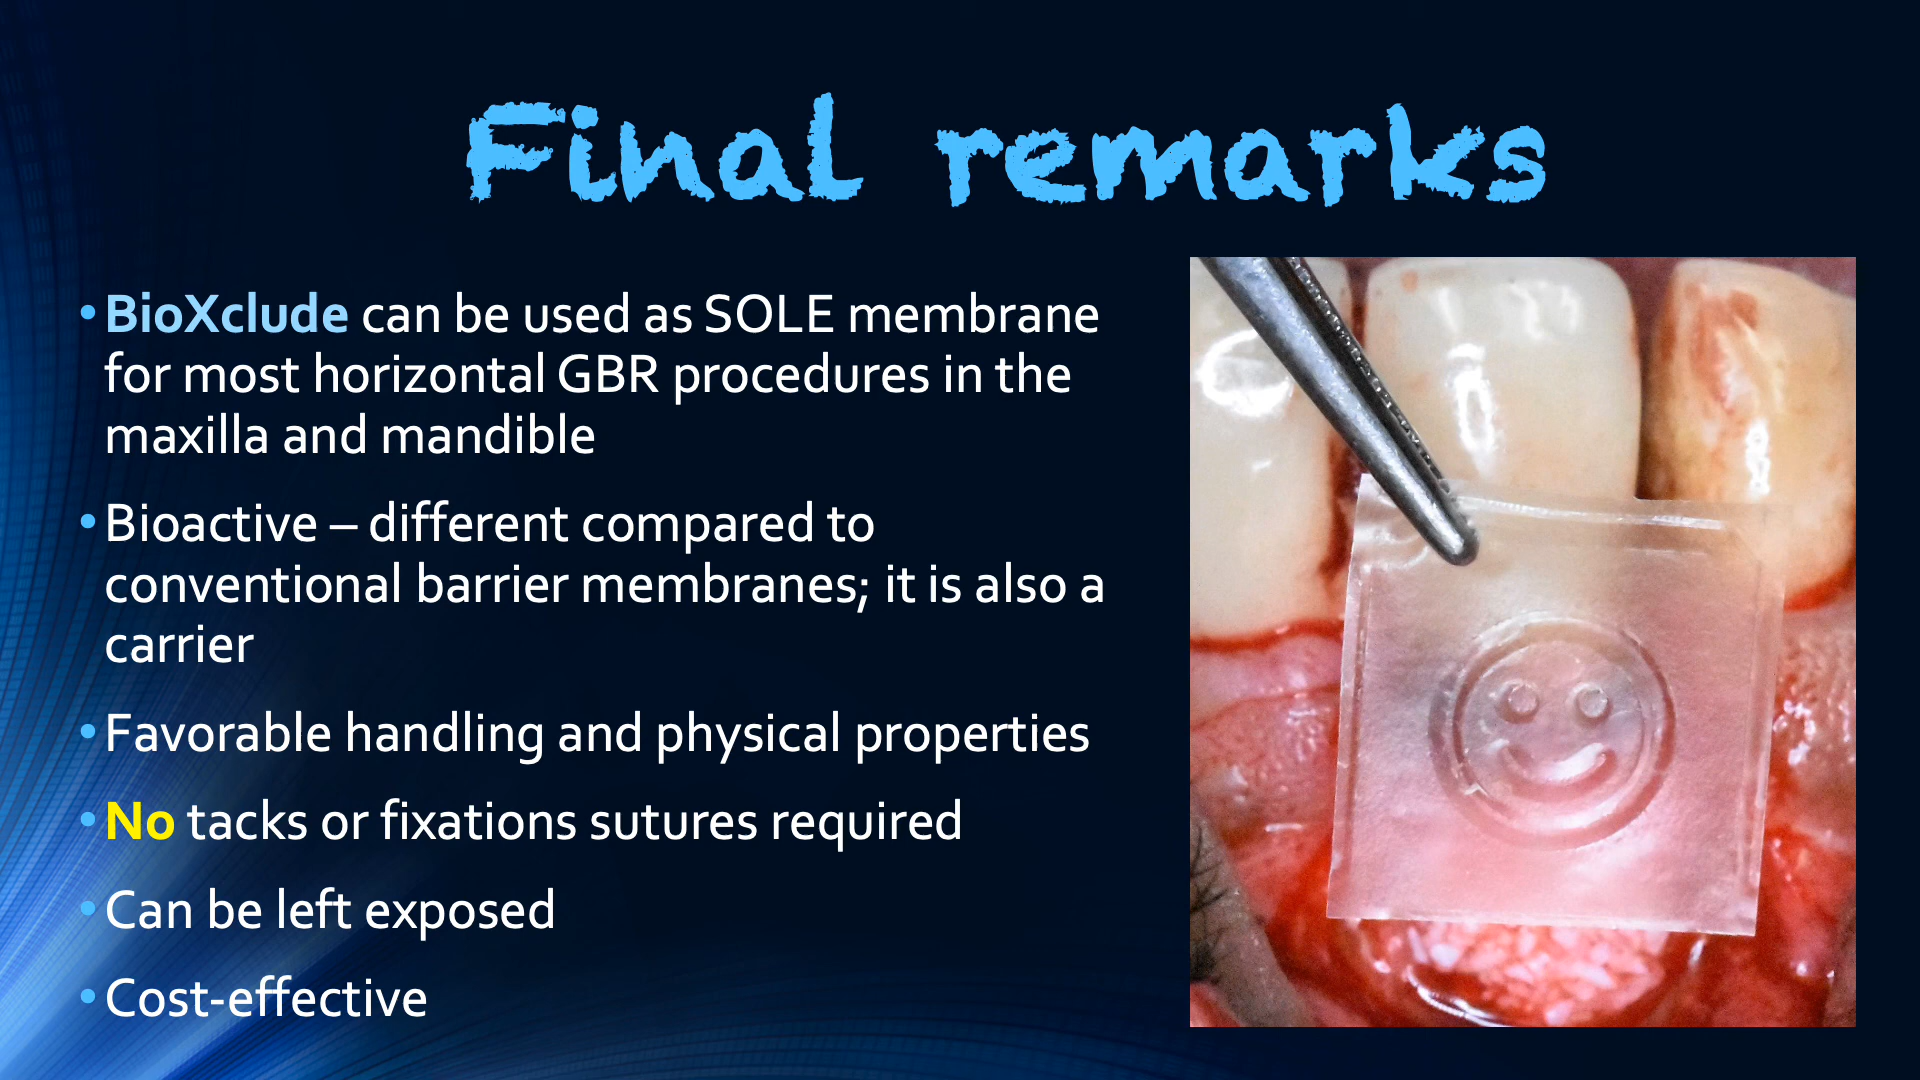 Final remarks
• BioXclude can be used as SOLE membrane
for most horizontal GBR procedures in the
maxilla and mandible
• Bioactive – different compared to
conventional barrier membranes; it is also a
carrier
• Favorable handling and physical properties
• No tacks or fixations sutures required
• Can be left exposed
• Cost-effective